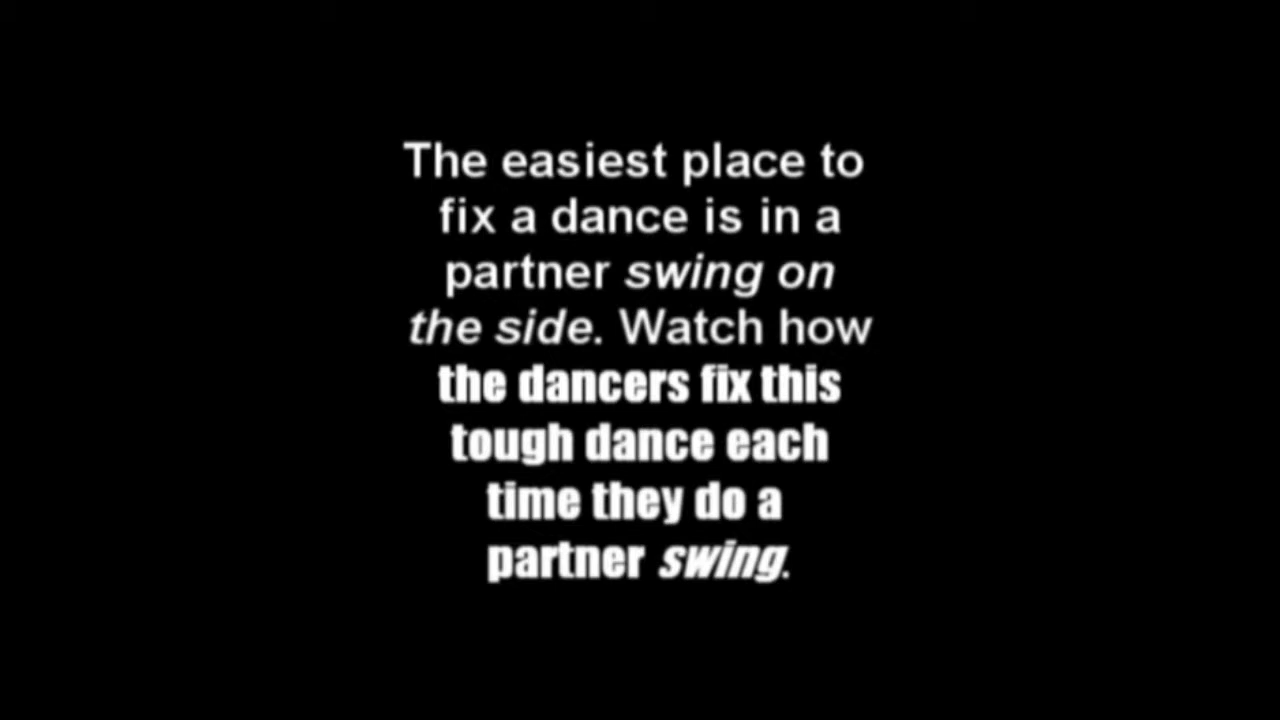 The easiest place to
fix a dance is in a
partner swing on
the side. Watch how
the dancers fix this
tough dance each
time they do a
partner swing.